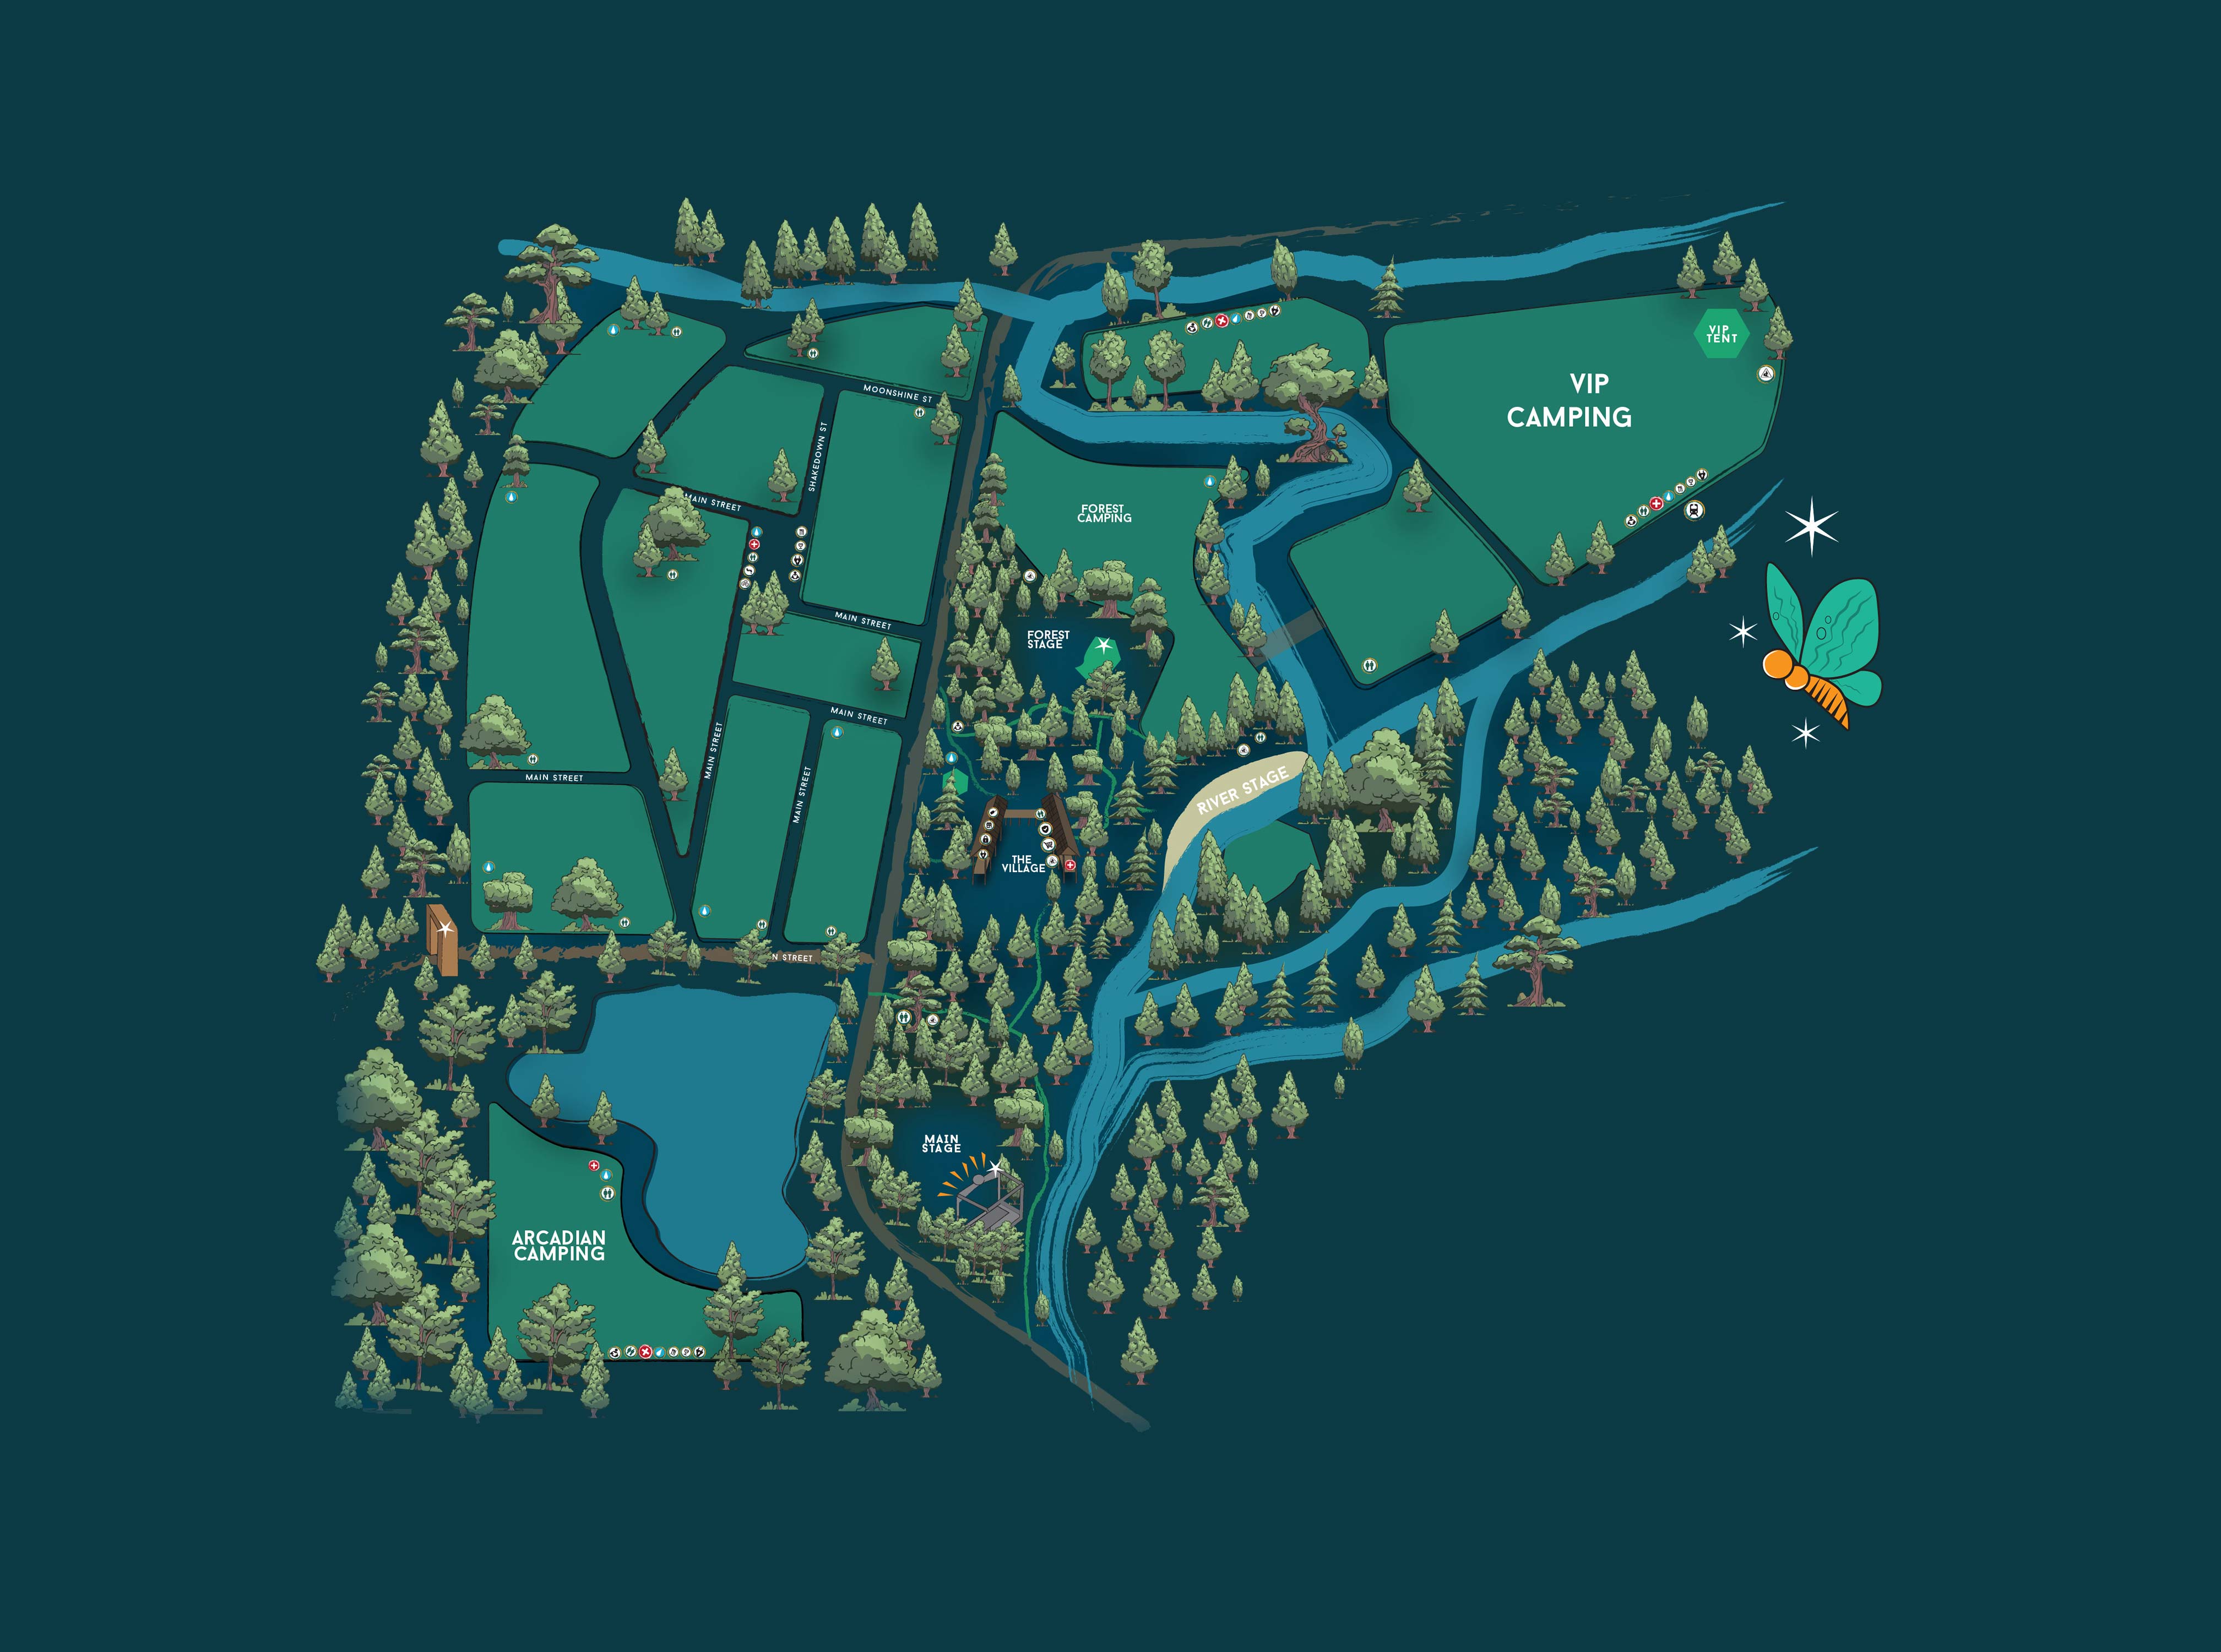 VIP
TENT
VIP
CAMPING
MOONSHINE ST
SHAKEDOWN ST
MAIN STREET
FOREST
CAMPING
MAIN STREET
FOREST
STAGE
MAIN STREET
MAIN STREET
MAIN STREET
MAIN STREET
RIVER STAGE
THE
VILLAGE
N STREET
MAIN
STAGE
ARCADIAN
CAMPING